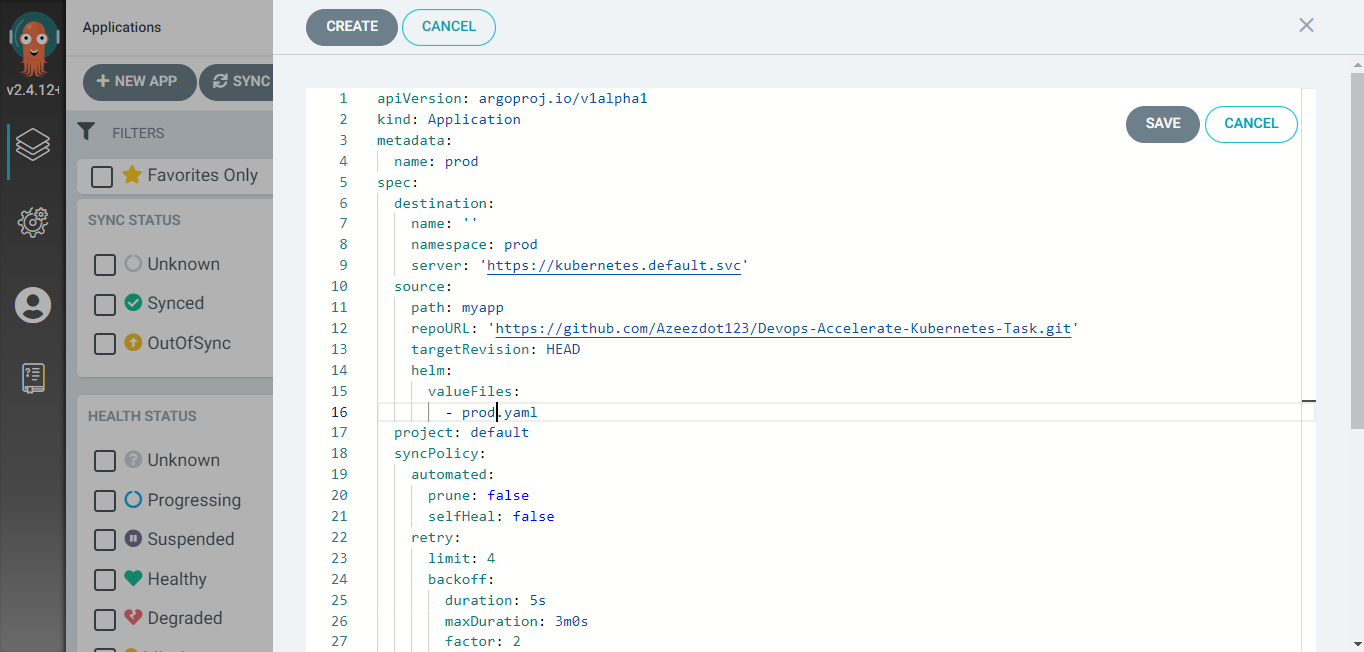 v2.4.12+
Applications
NEW APP
SYNC
FILTERS
Favorites Only
SYNC STATUS
Unknown
Synced
OutOfSync
HEALTH STATUS
Unknown
Progressing
Suspended
Healthy
Degraded
CREATE
CANCEL
SAVE
CANCEL
1 apiVersion: argoproj.io/v1alpha1
2 kind: Application
3 metadata:
4 name: prod
5 spec:
6 destination:
7 name: ''
8 namespace: prod
9 server: 'https://kubernetes.default.svc'
10 source:
11 path: myapp
12 repoURL: 'https://github.com/Azeezdot123/Devops-Accelerate-Kubernetes-Task.git'
13 targetRevision: HEAD
14 helm:
15 valueFiles:
16 - prod.yaml
17 project: default
18 syncPolicy:
19 automated:
20 prune: false
21 selfHeal: false
22 retry:
23 limit: 4
24 backoff:
25 duration: 5s
26 maxDuration: 3m0s
27 factor: 2